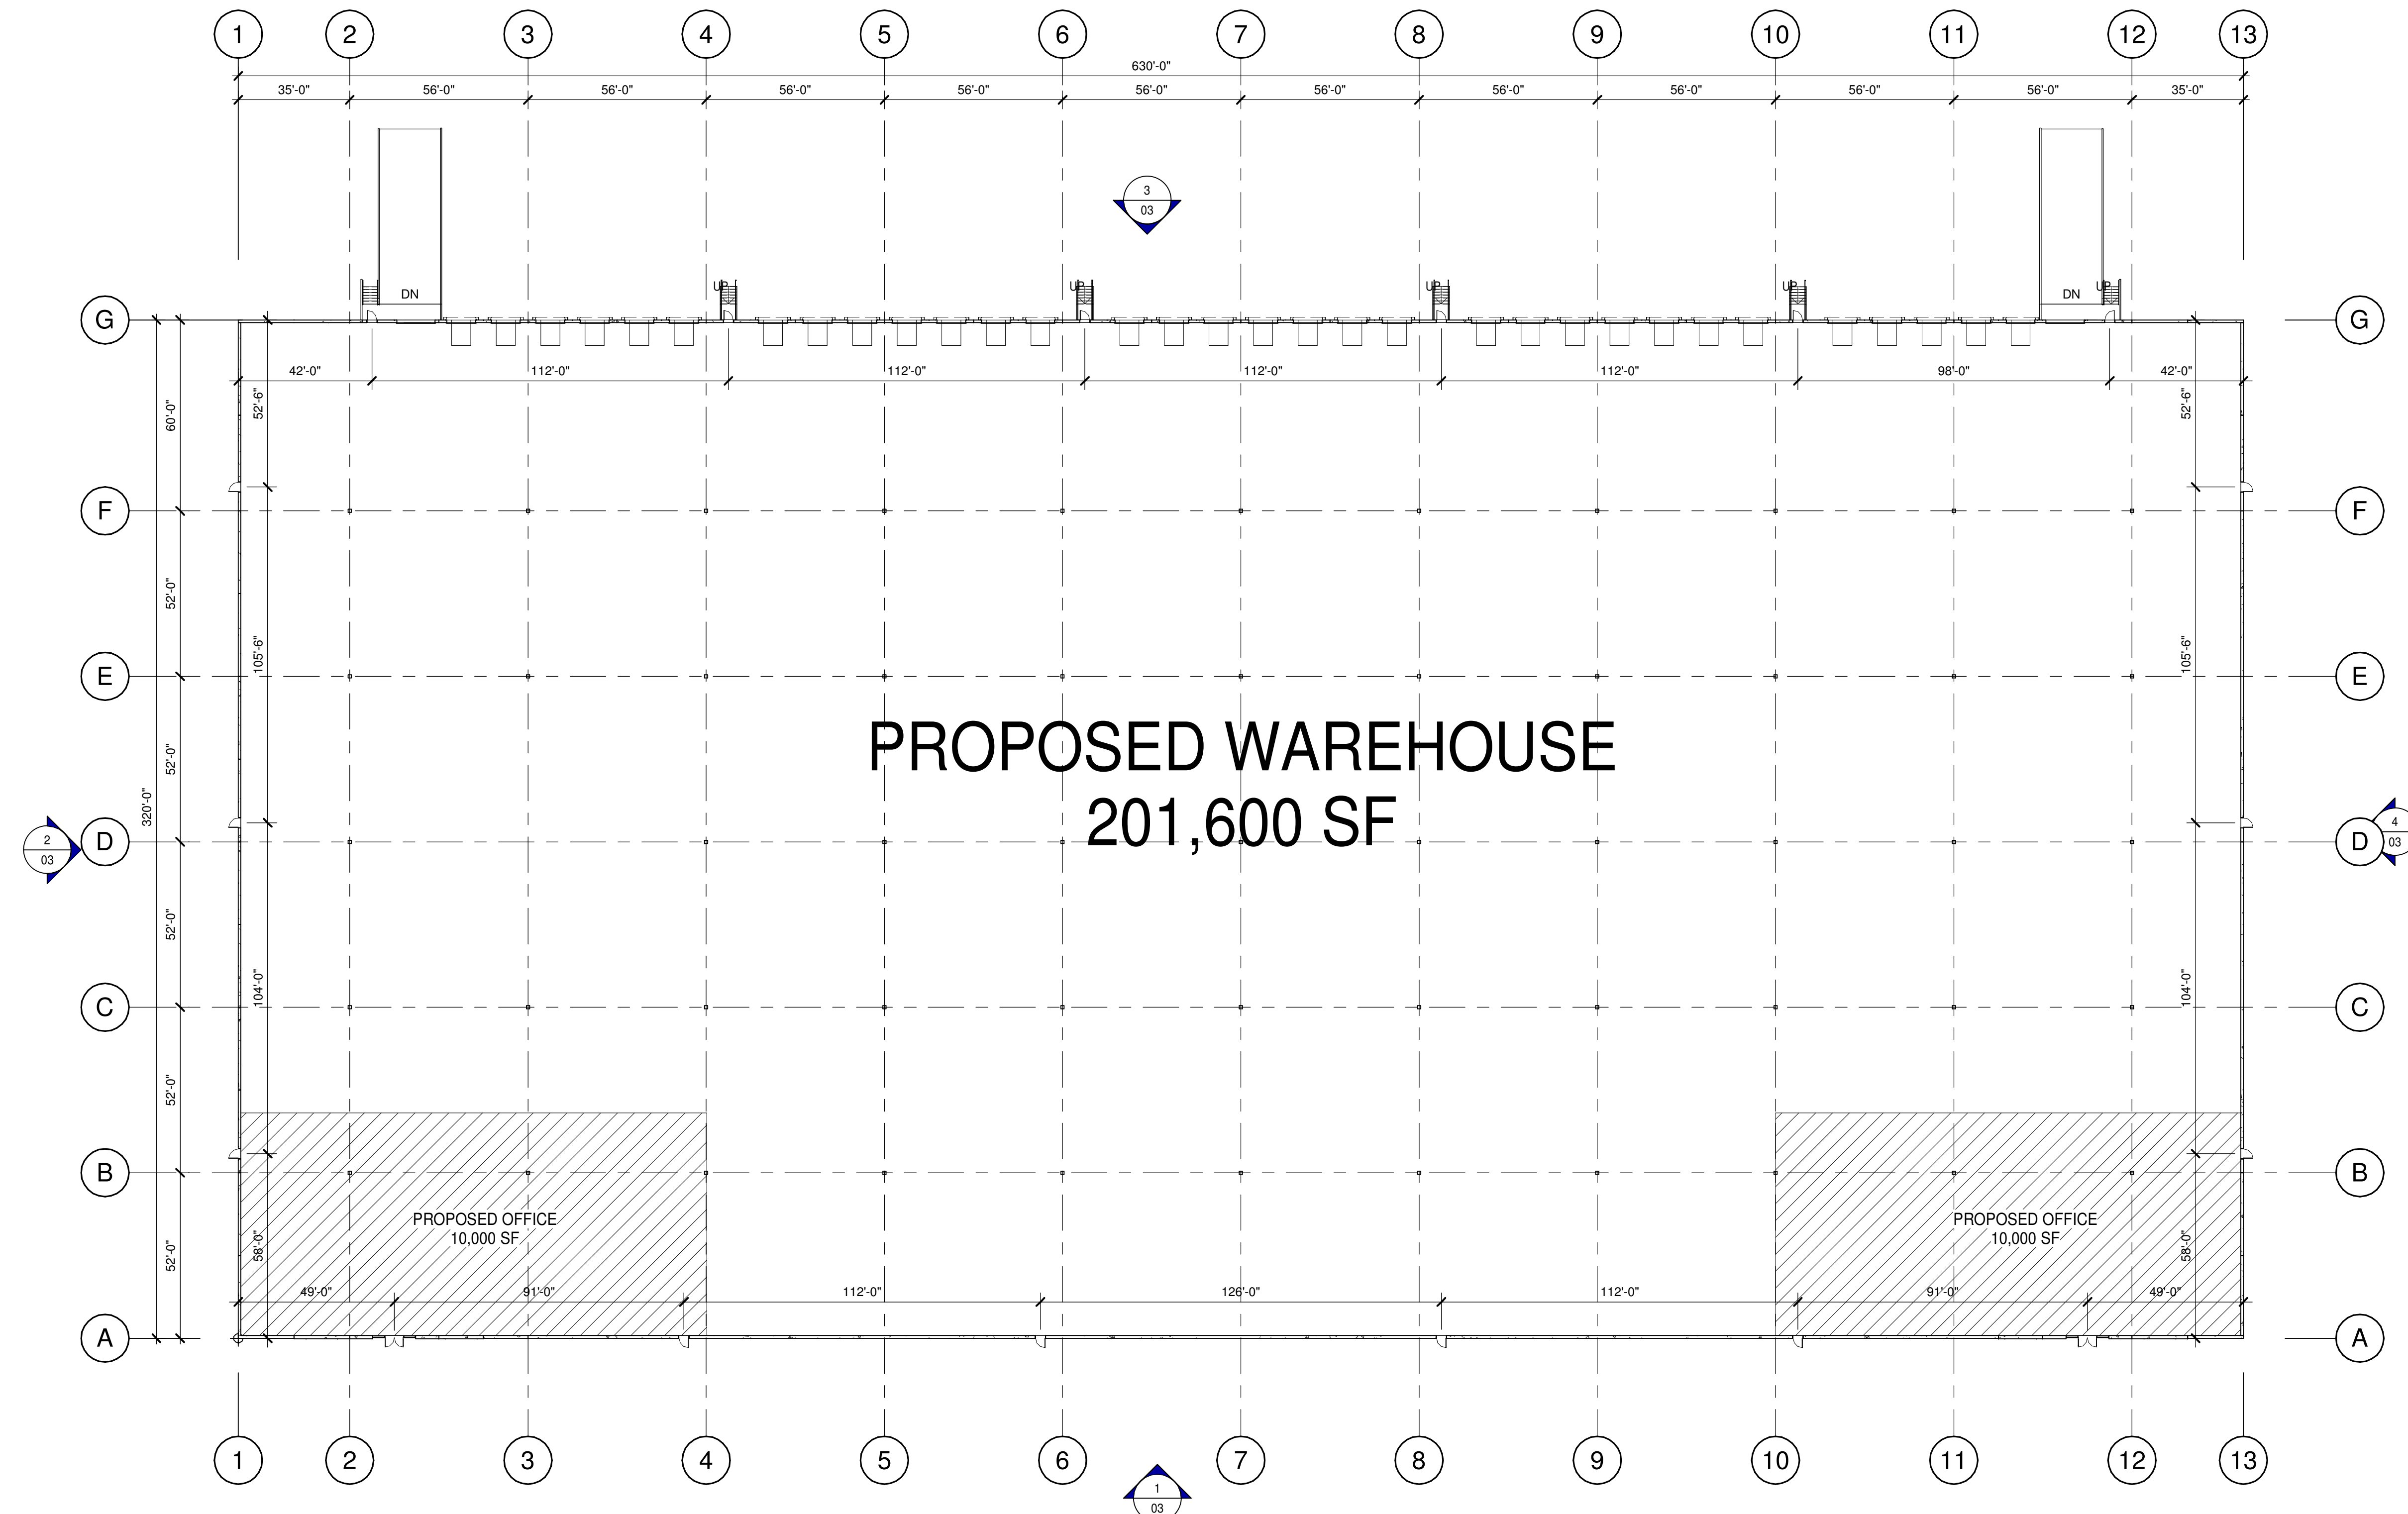 1 2 3 4 5 6 7 8 9 10 11 12 13
630'-0"
35'-0" 56'-0" 56'-0" 56'-0" 56'-0" 56'-0" 56'-0" 56'-0" 56'-0" 56'-0" 56'-0" 35'-0"
3
03
DN UP UP UP UP DN UP
G G
42'-0" 112'-0" 112'-0" 112'-0" 112'-0" 98'-0" 42'-0"
60'-0" 52'-6" 52'-6"
F F
52'-0"
105'-6" 105'-6"
E E
PROPOSED WAREHOUSE
52'-0"
320'-0"
201,600 SF
2
03
D D
4
03
52'-0"
104'-0" 104'-0"
C C
52'-0"
B B
PROPOSED OFFICE PROPOSED OFFICE
10,000 SF 10,000 SF
52'-0" 58'-0" 58'-0"
49'-0" 91'-0" 112'-0" 126'-0" 112'-0" 91'-0" 49'-0"
A A
1 2 3 4 5 6 7 8 9 10 11 12 13
1
03